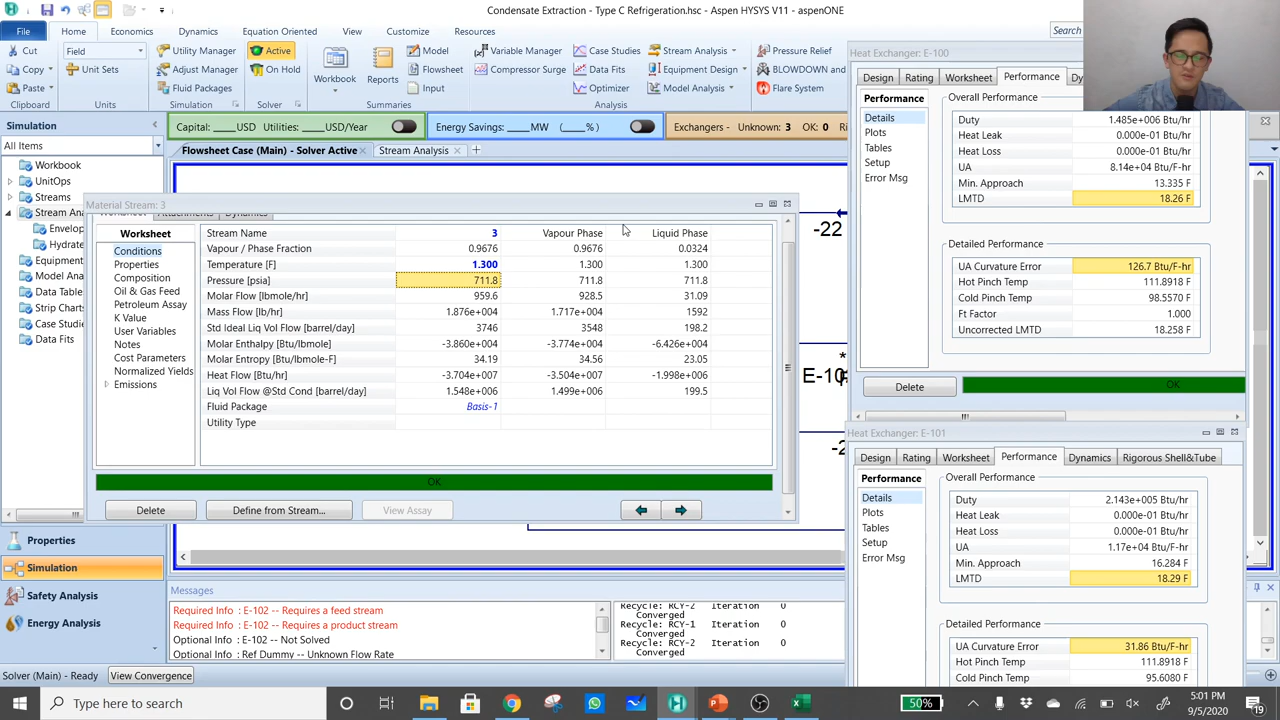 Condensate Extraction - Type C Refrigeration.hsc - Aspen HYSYS V11 - aspenONE
File Home Economics Dynamics Equation Oriented View Customize Resources Search
Cut Field Utility Manager Active Model Variable Manager Case Studies Stream Analysis Pressure Relief
Copy Unit Sets Adjust Manager On Hold Workbook Reports Flowsheet Compressor Surge Data Fits Equipment Design BLOWDOWN and
Paste Fluid Packages Input Optimizer Model Analysis Flare System
Clipboard Units Simulation Solver Summaries Analysis
Simulation
Capital: ____USD Utilities: ____USD/Year Energy Savings: ____MW (____%) Exchangers - Unknown: 3 OK: 0
All Items
Flowsheet Case (Main) - Solver Active Stream Analysis
Workbook
UnitOps
Streams
Stream Ana
Envelop
Hydrate
Equipment
Model Ana
Data Table
Strip Charts
Case Studie
Data Fits
Material Stream: 3
Worksheet Attachments Dynamics
Worksheet
Conditions
Properties
Composition
Oil & Gas Feed
Petroleum Assay
K Value
User Variables
Notes
Cost Parameters
Normalized Yields
Emissions
Stream Name 3 Vapour Phase Liquid Phase
Vapour / Phase Fraction 0.9676 0.9676 0.0324
Temperature [F] 1.300 1.300 1.300
Pressure [psia] 711.8 711.8 711.8
Molar Flow [lbmole/hr] 959.6 928.5 31.09
Mass Flow [lb/hr] 1.876e+004 1.717e+004 1592
Std Ideal Liq Vol Flow [barrel/day] 3746 3548 198.2
Molar Enthalpy [Btu/lbmole] -3.860e+004 -3.774e+004 -6.426e+004
Molar Entropy [Btu/lbmole-F] 34.19 34.56 23.05
Heat Flow [Btu/hr] -3.704e+007 -3.504e+007 -1.998e+006
Liq Vol Flow @Std Cond [barrel/day] 1.548e+006 1.499e+006 199.5
Fluid Package Basis-1
Utility Type
OK
Delete Define from Stream... View Assay
-22
E-10
-2
Heat Exchanger: E-100
Design Rating Worksheet Performance Dy
Performance
Details
Plots
Tables
Setup
Error Msg
Overall Performance
Duty 1.485e+006 Btu/hr
Heat Leak 0.000e-01 Btu/hr
Heat Loss 0.000e-01 Btu/hr
UA 8.14e+04 Btu/F-hr
Min. Approach 13.335 F
LMTD 18.26 F
Detailed Performance
UA Curvature Error 126.7 Btu/F-hr
Hot Pinch Temp 111.8918 F
Cold Pinch Temp 98.5570 F
Ft Factor 1.000
Uncorrected LMTD 18.258 F
Delete OK
Heat Exchanger: E-101
Design Rating Worksheet Performance Dynamics Rigorous Shell&Tube
Performance
Details
Plots
Tables
Setup
Error Msg
Overall Performance
Duty 2.143e+005 Btu/hr
Heat Leak 0.000e-01 Btu/hr
Heat Loss 0.000e-01 Btu/hr
UA 1.17e+04 Btu/F-hr
Min. Approach 16.284 F
LMTD 18.29 F
Detailed Performance
UA Curvature Error 31.86 Btu/F-hr
Hot Pinch Temp 111.8918 F
Cold Pinch Temp 95.6080 F
Properties
Simulation
Safety Analysis
Energy Analysis
Messages
Required Info : E-102 -- Requires a feed stream
Required Info : E-102 -- Requires a product stream
Optional Info : E-102 -- Not Solved
Optional Info : Ref Dummy -- Unknown Flow Rate
Recycle: RCY-2 Iteration 0
Converged
Recycle: RCY-1 Iteration 0
Converged
Recycle: RCY-2 Iteration 0
Converged
Solver (Main) - Ready View Convergence
Type here to search
50%
5:01 PM
9/5/2020
19